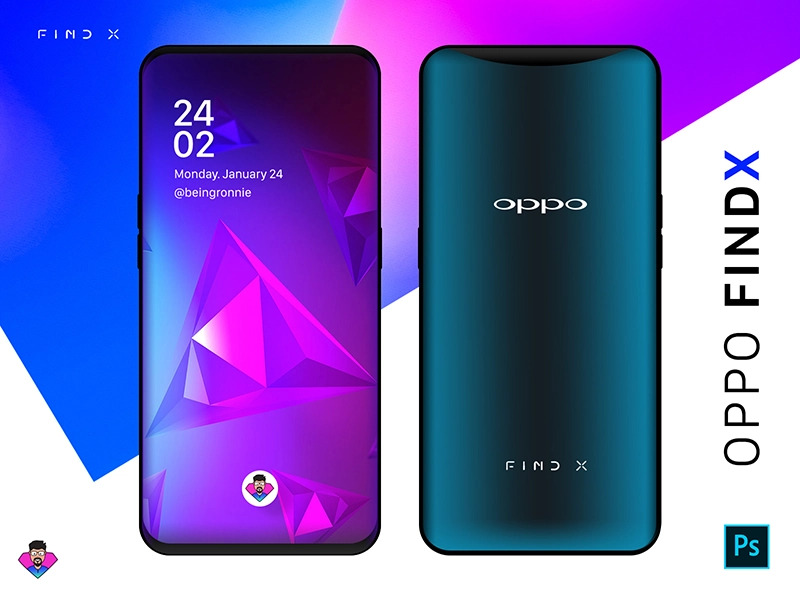 FIND X
24
02
Monday. January 24
@beingronnie
oppo
FIND X
OPPO FINDX
Ps